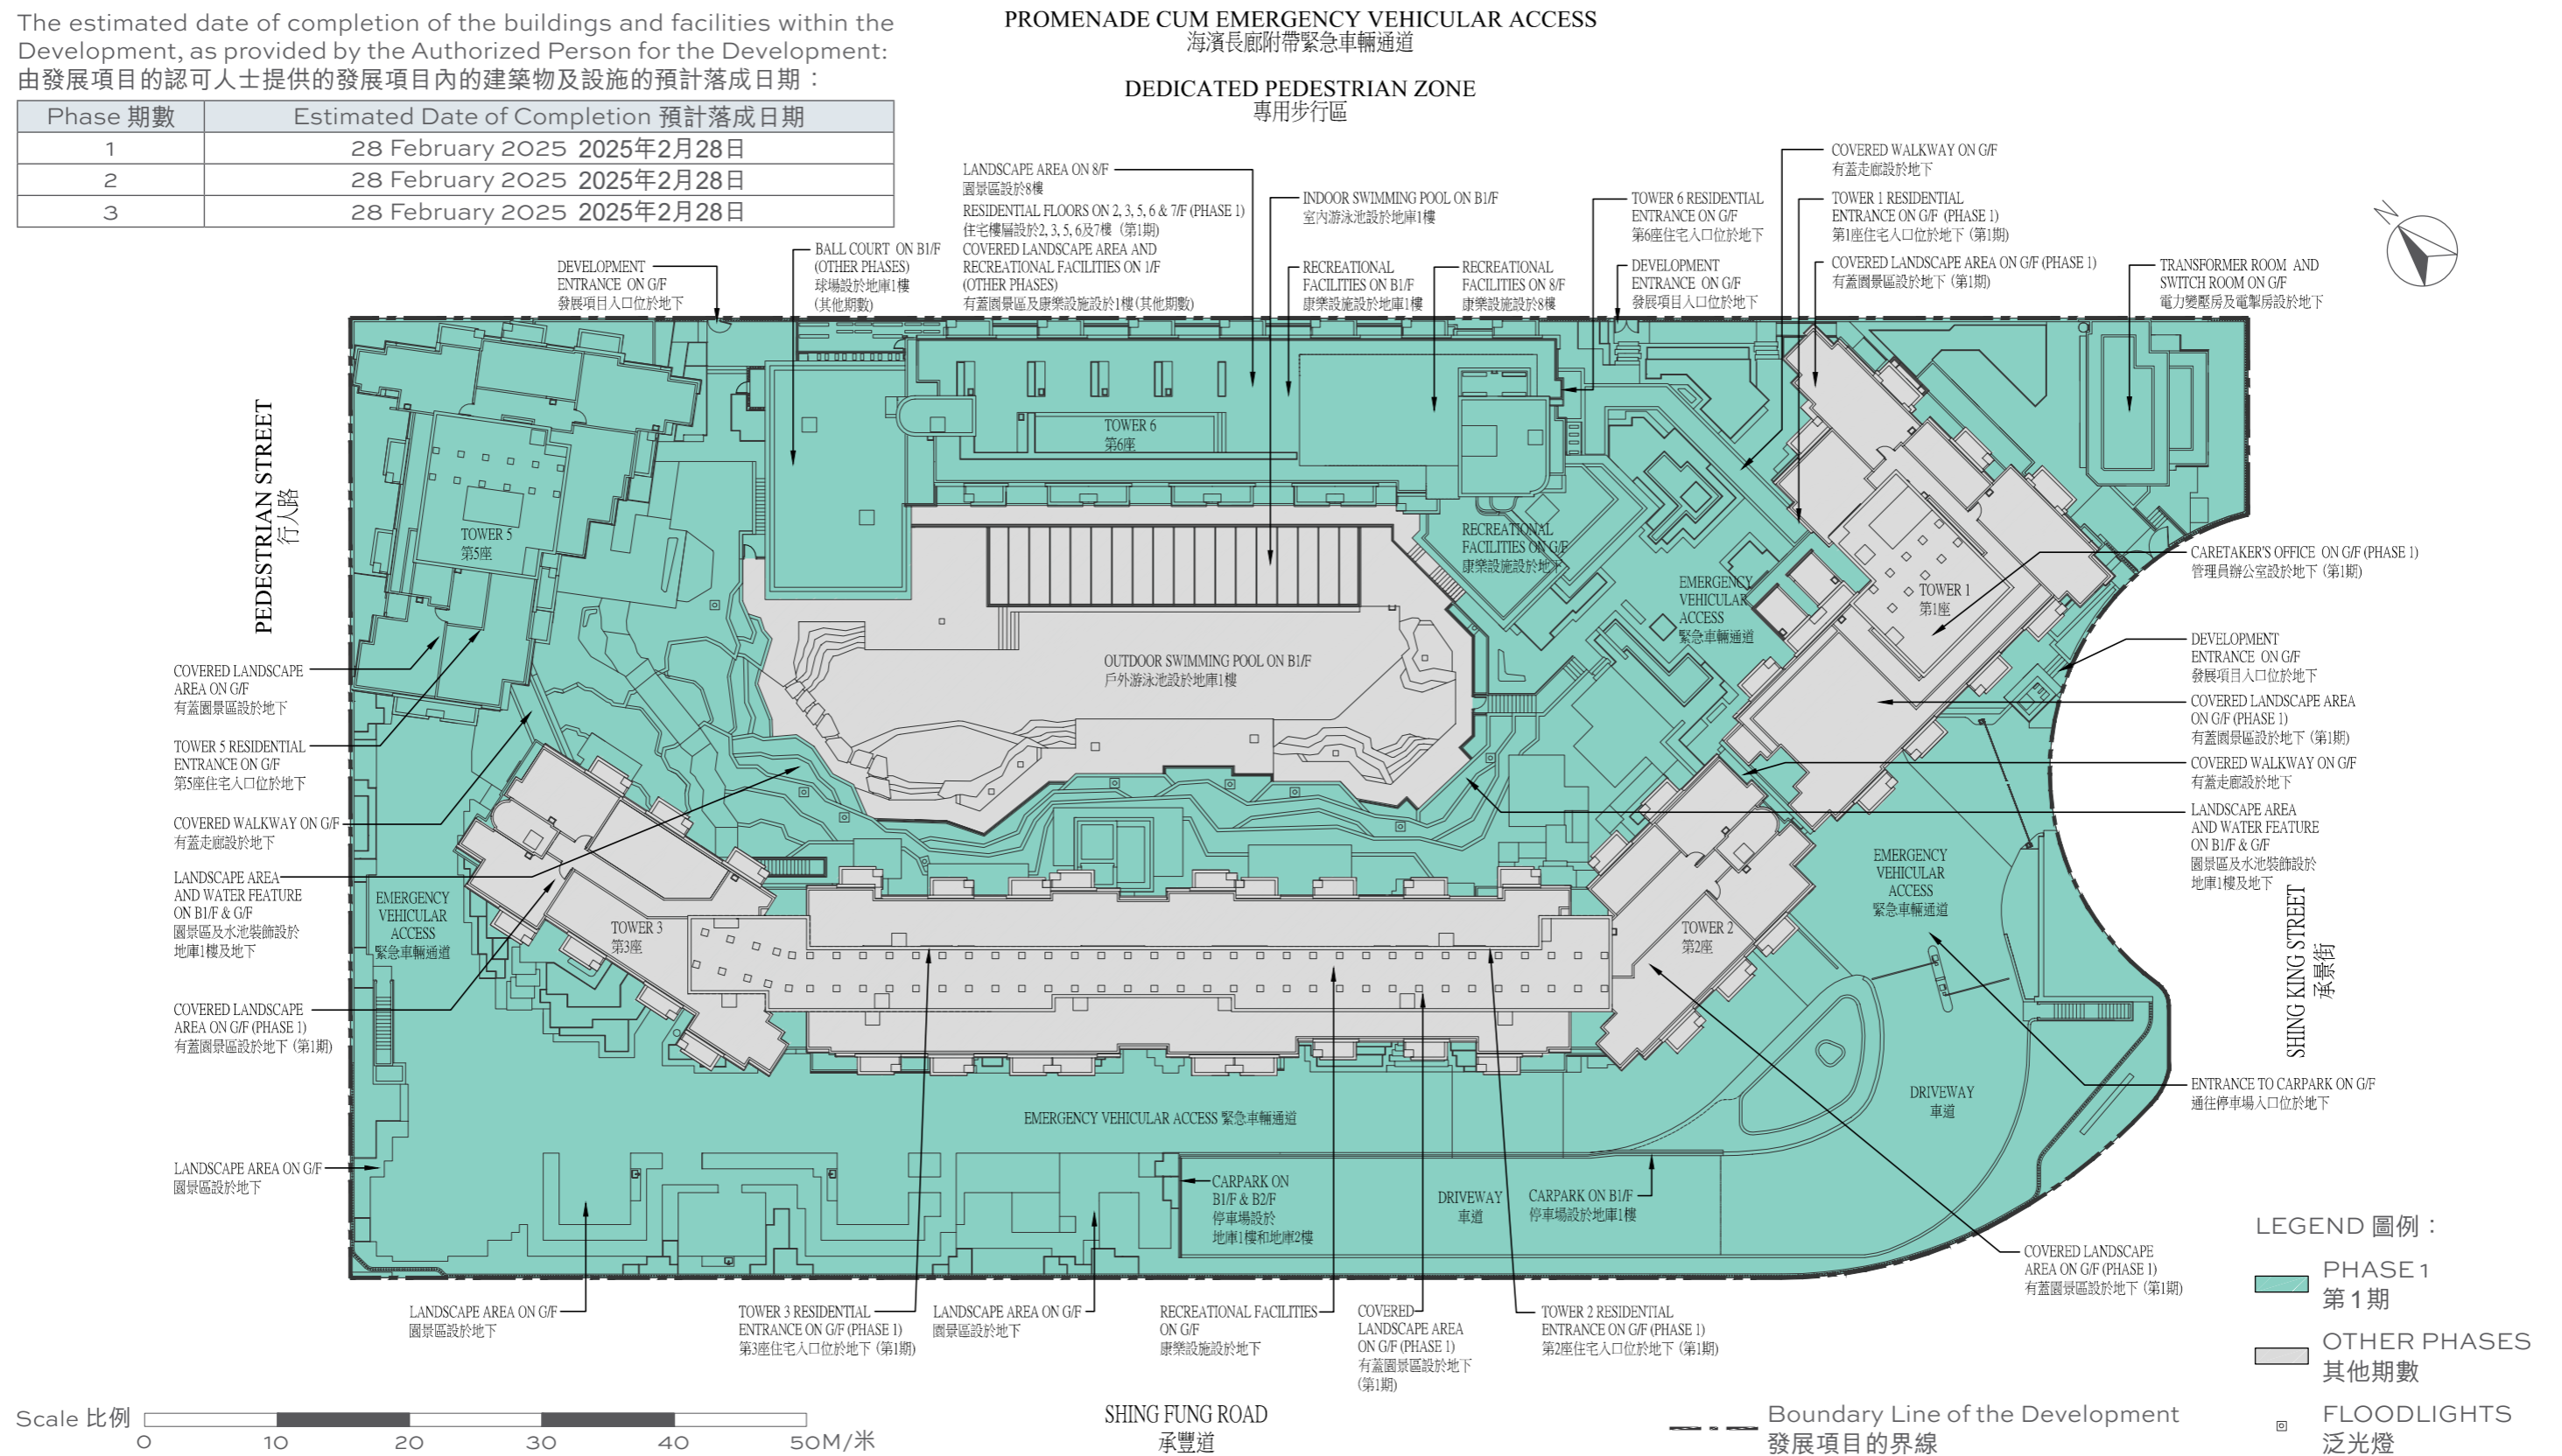 The estimated date of completion of the buildings and facilities within the
Development, as provided by the Authorized Person for the Development:
由發展項目的認可人士提供的發展項目內的建築物及設施的預計落成日期：
Phase 期數
Estimated Date of Completion 預計落成日期
1
28 February 2025 2025年2月28日
2
28 February 2025 2025年2月28日
3
28 February 2025 2025年2月28日
PROMENADE CUM EMERGENCY VEHICULAR ACCESS
海濱長廊附帶緊急車輛通道
DEDICATED PEDESTRIAN ZONE
專用步行區
DEVELOPMENT
ENTRANCE ON G/F
發展項目入口位於地下
BALL COURT ON B1/F
(OTHER PHASES)
球場設於地庫1樓
(其他期數)
LANDSCAPE AREA ON 8/F
園景區設於8樓
RESIDENTIAL FLOORS ON 2, 3, 5, 6 & 7/F (PHASE 1)
住宅樓層設於2, 3, 5, 6及7樓 (第1期)
COVERED LANDSCAPE AREA AND
RECREATIONAL FACILITIES ON 1/F
(OTHER PHASES)
有蓋園景區及康樂設施設於1樓(其他期數)
INDOOR SWIMMING POOL ON B1/F
室內游泳池設於地庫1樓
RECREATIONAL
FACILITIES ON B1/F
康樂設施設於地庫1樓
RECREATIONAL
FACILITIES ON 8/F
康樂設施設於8樓
TOWER 6 RESIDENTIAL
ENTRANCE ON G/F
第6座住宅入口位於地下
DEVELOPMENT
ENTRANCE ON G/F
發展項目入口位於地下
COVERED WALKWAY ON G/F
有蓋走廊設於地下
TOWER 1 RESIDENTIAL
ENTRANCE ON G/F (PHASE 1)
第1座住宅入口位於地下 (第1期)
COVERED LANDSCAPE AREA ON G/F (PHASE 1)
有蓋園景區設於地下 (第1期)
TRANSFORMER ROOM AND
SWITCH ROOM ON G/F
電力變壓房及電掣房設於地下
N
PEDESTRIAN STREET
行人路
TOWER 5
第5座
TOWER 6
第6座
RECREATIONAL
FACILITIES ON G/F
康樂設施設於地下
EMERGENCY
VEHICULAR
ACCESS
緊急車輛通道
TOWER 1
第1座
OUTDOOR SWIMMING POOL ON B1/F
戶外游泳池設於地庫1樓
CARETAKER'S OFFICE ON G/F (PHASE 1)
管理員辦公室設於地下 (第1期)
DEVELOPMENT
ENTRANCE ON G/F
發展項目入口位於地下
COVERED LANDSCAPE AREA
ON G/F (PHASE 1)
有蓋園景區設於地下 (第1期)
COVERED WALKWAY ON G/F
有蓋走廊設於地下
LANDSCAPE AREA
AND WATER FEATURE
ON B1/F & G/F
園景區及水池裝飾設於
地庫1樓及地下
SHING KING STREET
承景街
COVERED LANDSCAPE
AREA ON G/F
有蓋園景區設於地下
TOWER 5 RESIDENTIAL
ENTRANCE ON G/F
第5座住宅入口位於地下
COVERED WALKWAY ON G/F
有蓋走廊設於地下
LANDSCAPE AREA
AND WATER FEATURE
ON B1/F & G/F
園景區及水池裝飾設於
地庫1樓及地下
COVERED LANDSCAPE
AREA ON G/F (PHASE 1)
有蓋園景區設於地下 (第1期)
EMERGENCY
VEHICULAR
ACCESS
緊急車輛通道
TOWER 3
第3座
TOWER 2
第2座
EMERGENCY
VEHICULAR
ACCESS
緊急車輛通道
ENTRANCE TO CARPARK ON G/F
通往停車場入口位於地下
DRIVEWAY
車道
EMERGENCY VEHICULAR ACCESS 緊急車輛通道
LANDSCAPE AREA ON G/F
園景區設於地下
CARPARK ON
B1/F & B2/F
停車場設於
地庫1樓和地庫2樓
DRIVEWAY
車道
CARPARK ON B1/F
停車場設於地庫1樓
COVERED LANDSCAPE
AREA ON G/F (PHASE 1)
有蓋園景區設於地下 (第1期)
LANDSCAPE AREA ON G/F
園景區設於地下
TOWER 3 RESIDENTIAL
ENTRANCE ON G/F (PHASE 1)
第3座住宅入口位於地下 (第1期)
LANDSCAPE AREA ON G/F
園景區設於地下
RECREATIONAL FACILITIES
ON G/F
康樂設施設於地下
COVERED
LANDSCAPE AREA
ON G/F (PHASE 1)
有蓋園景區設於地下
(第1期)
TOWER 2 RESIDENTIAL
ENTRANCE ON G/F (PHASE 1)
第2座住宅入口位於地下 (第1期)
LEGEND 圖例：
PHASE 1
第1期
OTHER PHASES
其他期數
FLOODLIGHTS
泛光燈
Boundary Line of the Development
發展項目的界線
SHING FUNG ROAD
承豐道
Scale 比例
0 10 20 30 40 50M/米